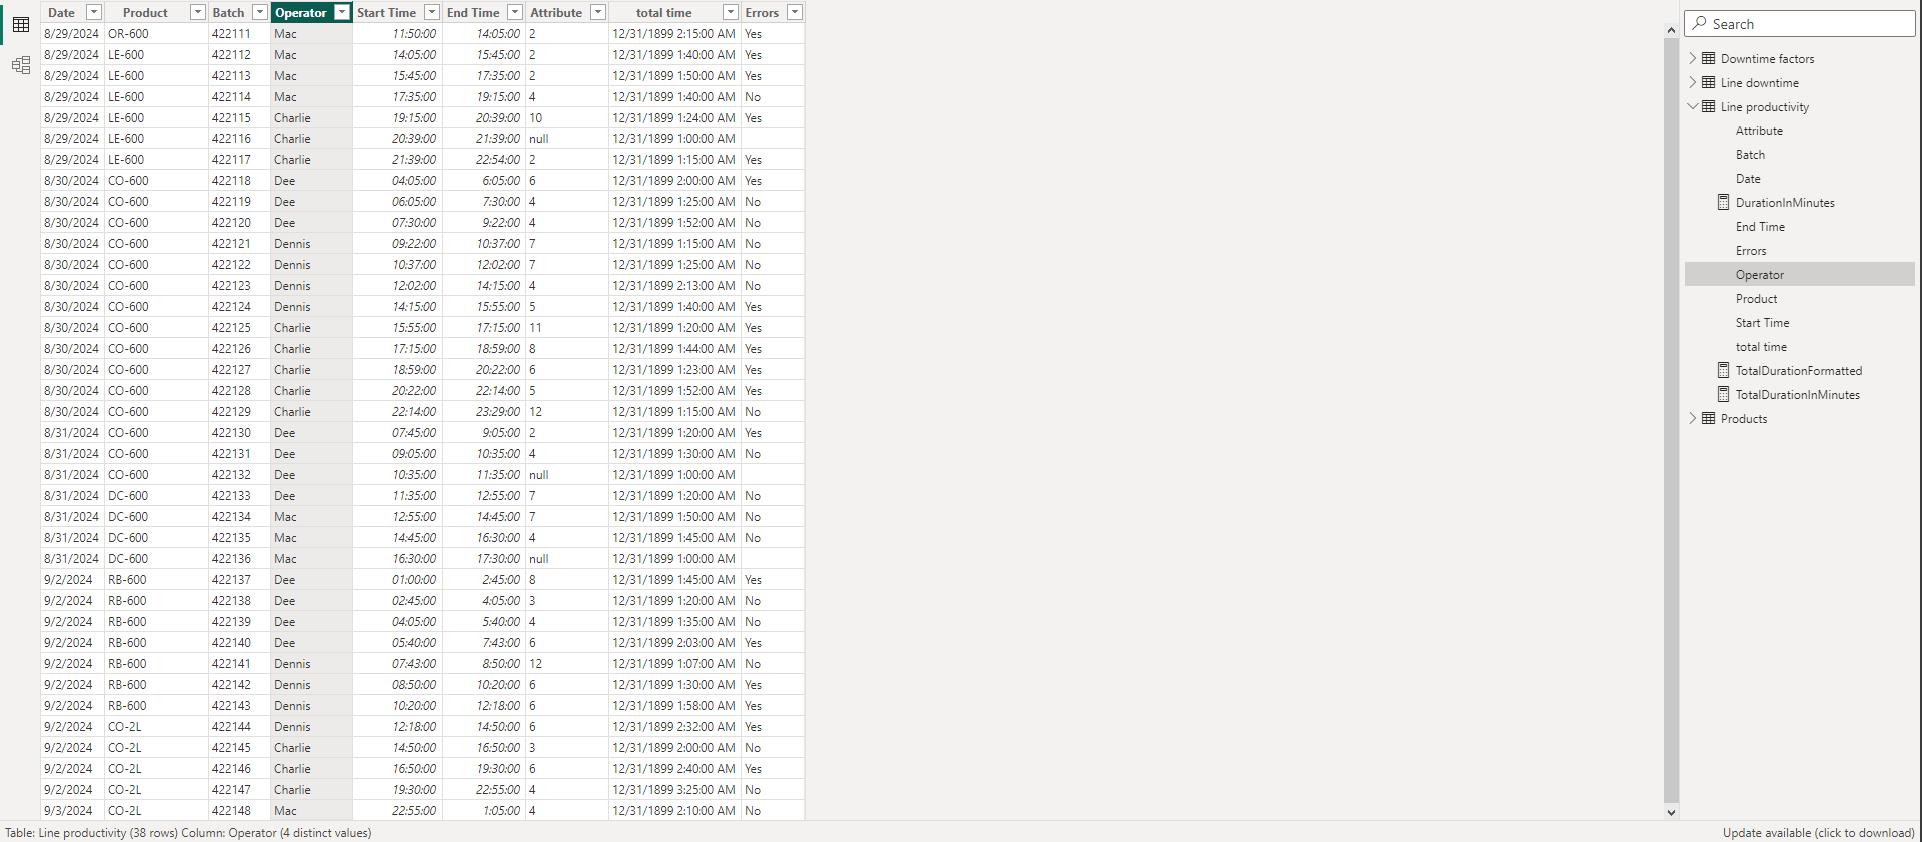 Date Product Batch Operator Start Time End Time Attribute total time Errors
8/29/2024 OR-600 422111 Mac 11:50:00 14:05:00 2 12/31/1899 2:15:00 AM Yes
8/29/2024 LE-600 422112 Mac 14:05:00 15:45:00 2 12/31/1899 1:40:00 AM Yes
8/29/2024 LE-600 422113 Mac 15:45:00 17:35:00 2 12/31/1899 1:50:00 AM Yes
8/29/2024 LE-600 422114 Mac 17:35:00 19:15:00 4 12/31/1899 1:40:00 AM No
8/29/2024 LE-600 422115 Charlie 19:15:00 20:39:00 10 12/31/1899 1:24:00 AM Yes
8/29/2024 LE-600 422116 Charlie 20:39:00 21:39:00 null 12/31/1899 1:00:00 AM
8/29/2024 LE-600 422117 Charlie 21:39:00 22:54:00 2 12/31/1899 1:15:00 AM Yes
8/30/2024 CO-600 422118 Dee 04:05:00 6:05:00 6 12/31/1899 2:00:00 AM Yes
8/30/2024 CO-600 422119 Dee 06:05:00 7:30:00 4 12/31/1899 1:25:00 AM No
8/30/2024 CO-600 422120 Dee 07:30:00 9:22:00 4 12/31/1899 1:52:00 AM No
8/30/2024 CO-600 422121 Dennis 09:22:00 10:37:00 7 12/31/1899 1:15:00 AM No
8/30/2024 CO-600 422122 Dennis 10:37:00 12:02:00 7 12/31/1899 1:25:00 AM No
8/30/2024 CO-600 422123 Dennis 12:02:00 14:15:00 4 12/31/1899 2:13:00 AM No
8/30/2024 CO-600 422124 Dennis 14:15:00 15:55:00 5 12/31/1899 1:40:00 AM Yes
8/30/2024 CO-600 422125 Charlie 15:55:00 17:15:00 11 12/31/1899 1:20:00 AM Yes
8/30/2024 CO-600 422126 Charlie 17:15:00 18:59:00 8 12/31/1899 1:44:00 AM Yes
8/30/2024 CO-600 422127 Charlie 18:59:00 20:22:00 6 12/31/1899 1:23:00 AM Yes
8/30/2024 CO-600 422128 Charlie 20:22:00 22:14:00 5 12/31/1899 1:52:00 AM Yes
8/30/2024 CO-600 422129 Charlie 22:14:00 23:29:00 12 12/31/1899 1:15:00 AM No
8/31/2024 CO-600 422130 Dee 07:45:00 9:05:00 2 12/31/1899 1:20:00 AM Yes
8/31/2024 CO-600 422131 Dee 09:05:00 10:35:00 4 12/31/1899 1:30:00 AM No
8/31/2024 CO-600 422132 Dee 10:35:00 11:35:00 null 12/31/1899 1:00:00 AM
8/31/2024 DC-600 422133 Dee 11:35:00 12:55:00 7 12/31/1899 1:20:00 AM No
8/31/2024 DC-600 422134 Mac 12:55:00 14:45:00 7 12/31/1899 1:50:00 AM No
8/31/2024 DC-600 422135 Mac 14:45:00 16:30:00 4 12/31/1899 1:45:00 AM No
8/31/2024 DC-600 422136 Mac 16:30:00 17:30:00 null 12/31/1899 1:00:00 AM
9/2/2024 RB-600 422137 Dee 01:00:00 2:45:00 8 12/31/1899 1:45:00 AM Yes
9/2/2024 RB-600 422138 Dee 02:45:00 4:05:00 3 12/31/1899 1:20:00 AM No
9/2/2024 RB-600 422139 Dee 04:05:00 5:40:00 4 12/31/1899 1:35:00 AM No
9/2/2024 RB-600 422140 Dee 05:40:00 7:43:00 6 12/31/1899 2:03:00 AM Yes
9/2/2024 RB-600 422141 Dennis 07:43:00 8:50:00 12 12/31/1899 1:07:00 AM No
9/2/2024 RB-600 422142 Dennis 08:50:00 10:20:00 6 12/31/1899 1:30:00 AM Yes
9/2/2024 RB-600 422143 Dennis 10:20:00 12:18:00 6 12/31/1899 1:58:00 AM Yes
9/2/2024 CO-2L 422144 Dennis 12:18:00 14:50:00 6 12/31/1899 2:32:00 AM Yes
9/2/2024 CO-2L 422145 Charlie 14:50:00 16:50:00 3 12/31/1899 2:00:00 AM No
9/2/2024 CO-2L 422146 Charlie 16:50:00 19:30:00 6 12/31/1899 2:40:00 AM Yes
9/2/2024 CO-2L 422147 Charlie 19:30:00 22:55:00 4 12/31/1899 3:25:00 AM No
9/3/2024 CO-2L 422148 Mac 22:55:00 1:05:00 4 12/31/1899 2:10:00 AM No
Table: Line productivity (38 rows) Column: Operator (4 distinct values)
Search
Downtime factors
Line downtime
Line productivity
Attribute
Batch
Date
DurationInMinutes
End Time
Errors
Operator
Product
Start Time
total time
TotalDurationFormatted
TotalDurationInMinutes
Products
Update available (click to download)